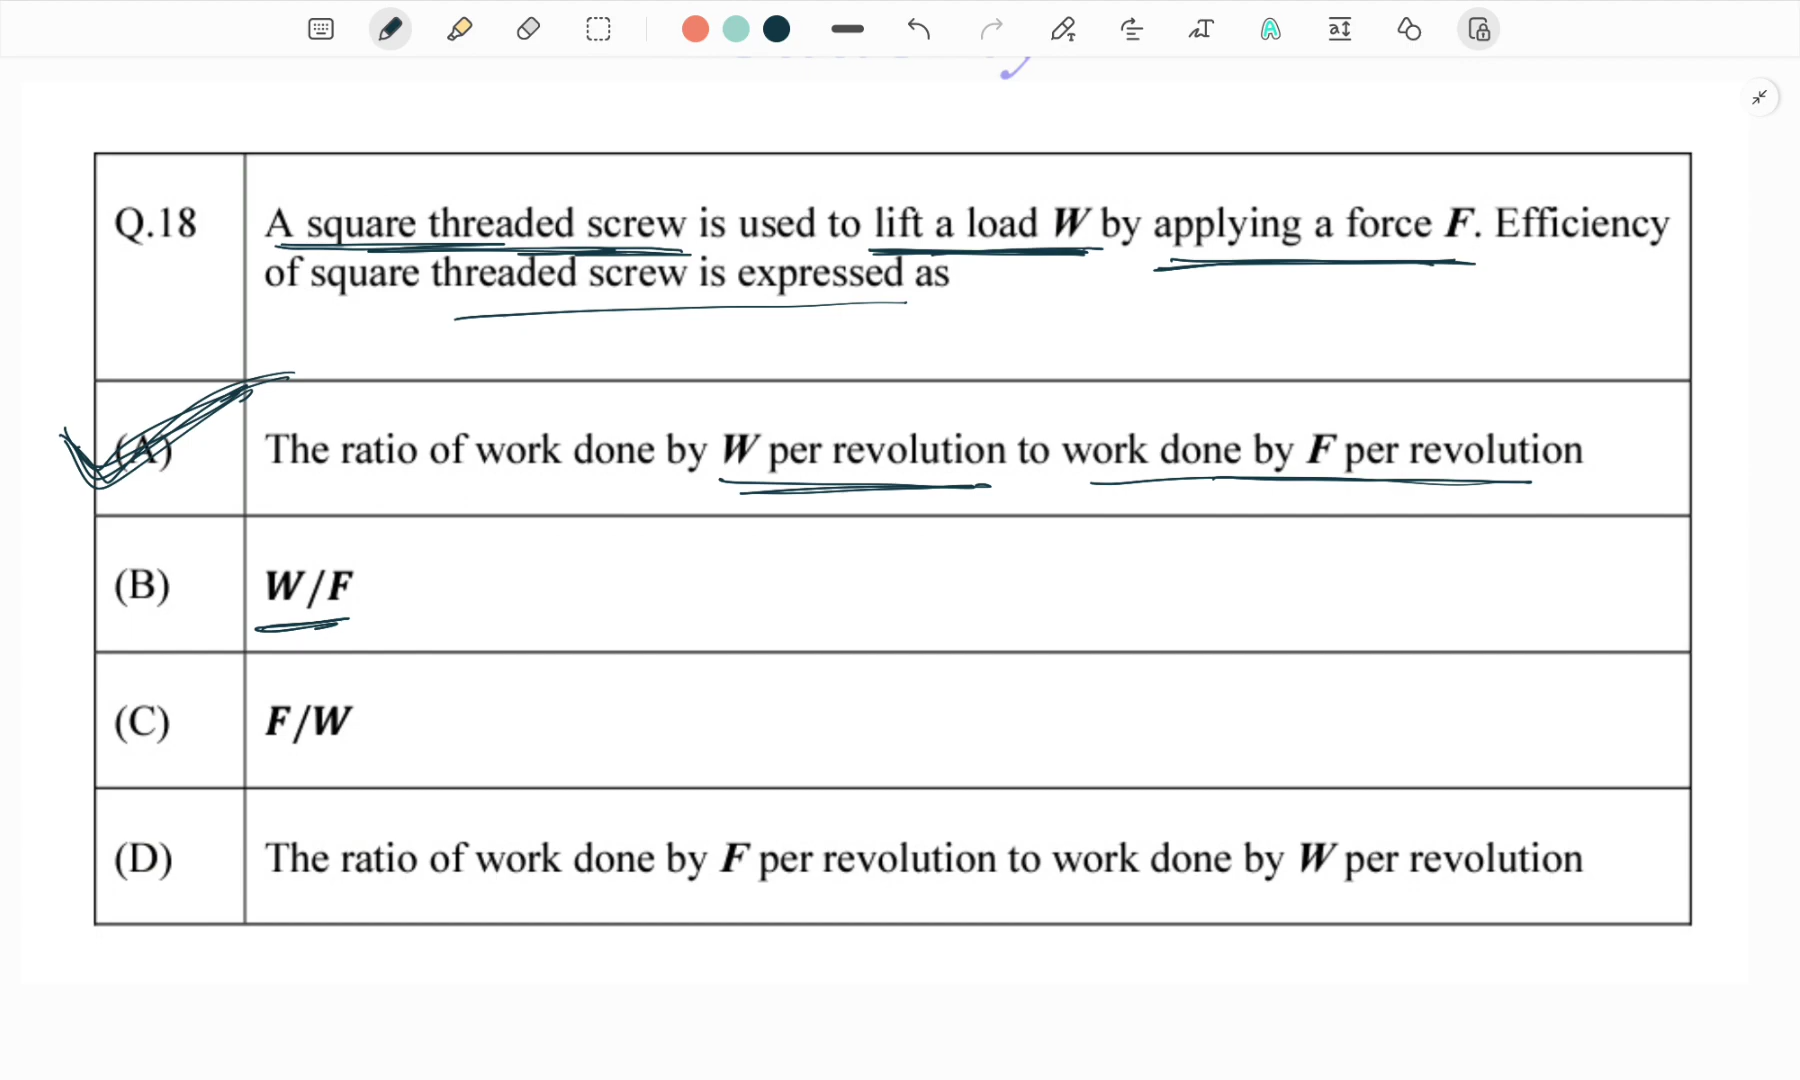 Q.18
A square threaded screw is used to lift a load W by applying a force F. Efficiency
of square threaded screw is expressed as
(A)
The ratio of work done by W per revolution to work done by F per revolution
(B)
W/F
(C)
F/W
(D)
The ratio of work done by F per revolution to work done by W per revolution